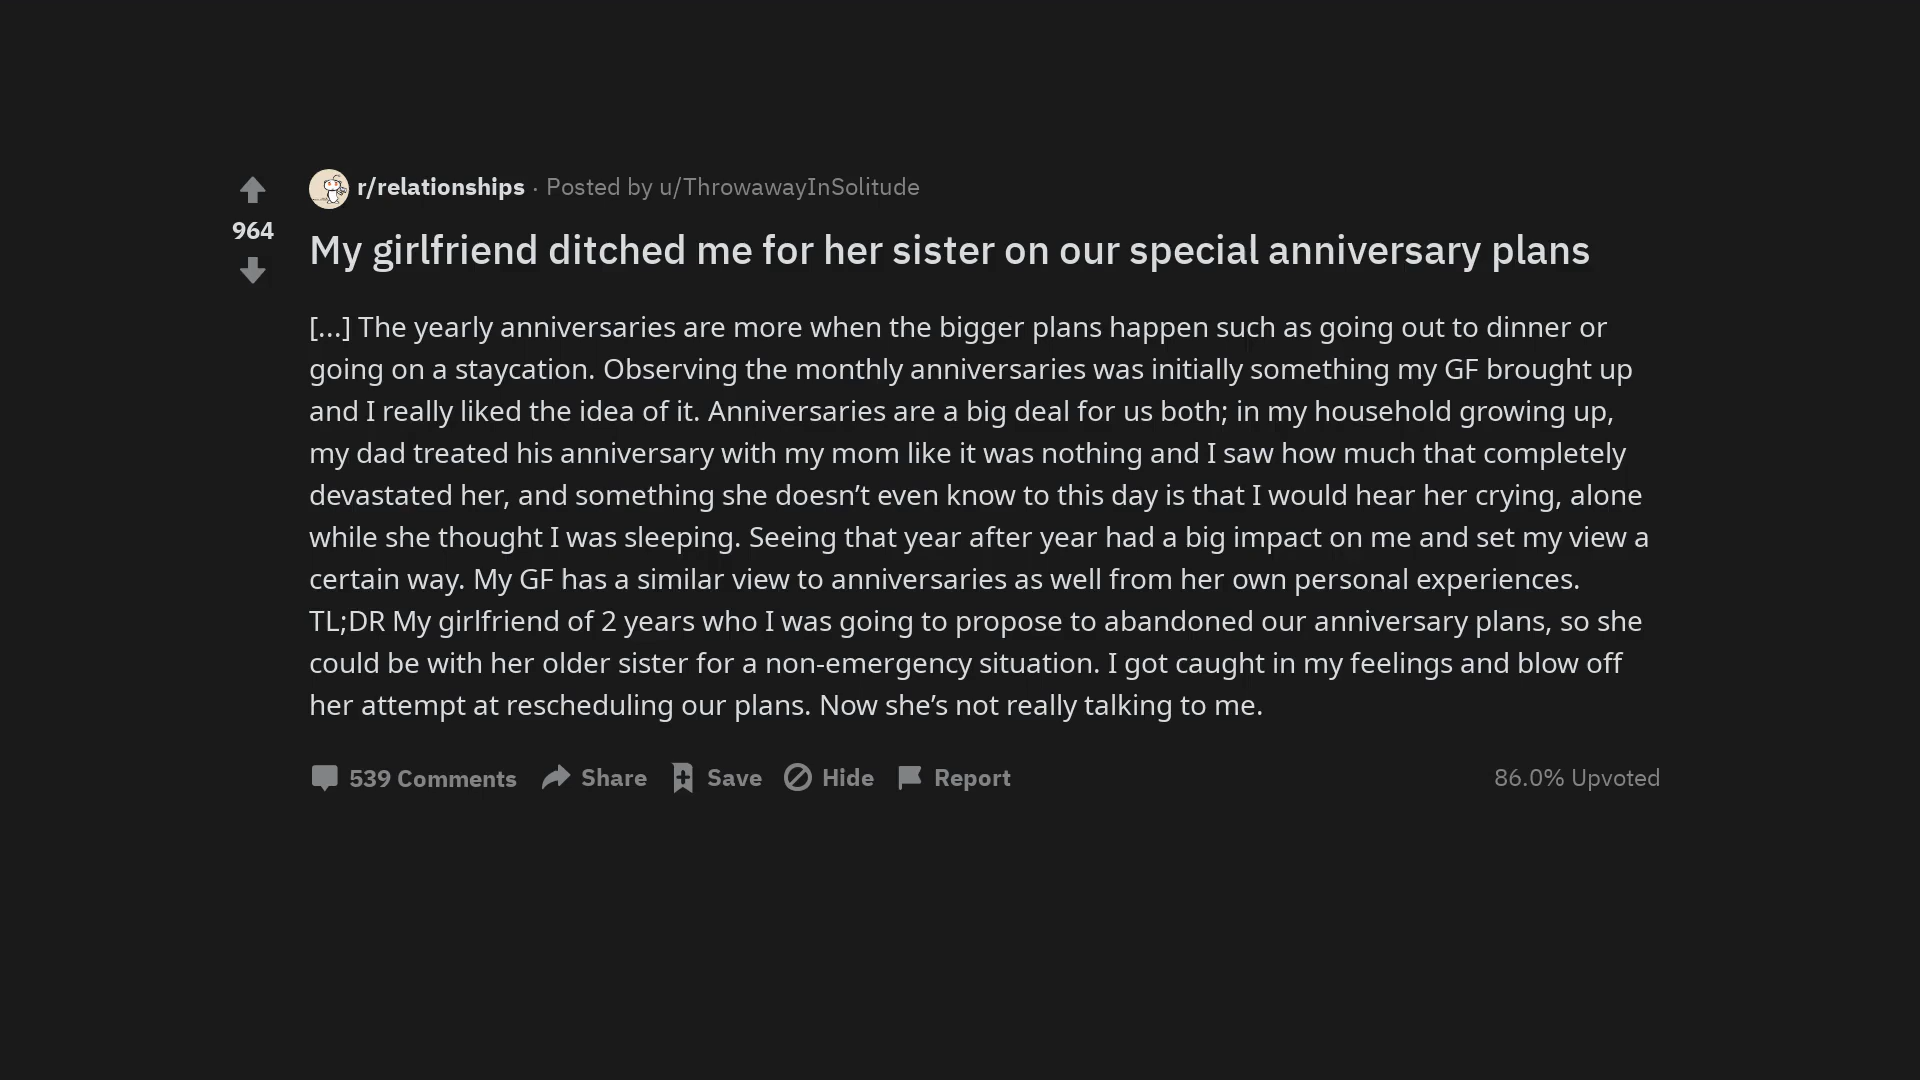 r/relationships · Posted by u/ThrowawayInSolitude
964
My girlfriend ditched me for her sister on our special anniversary plans
[...] The yearly anniversaries are more when the bigger plans happen such as going out to dinner or
going on a staycation. Observing the monthly anniversaries was initially something my GF brought up
and I really liked the idea of it. Anniversaries are a big deal for us both; in my household growing up,
my dad treated his anniversary with my mom like it was nothing and I saw how much that completely
devastated her, and something she doesn’t even know to this day is that I would hear her crying, alone
while she thought I was sleeping. Seeing that year after year had a big impact on me and set my view a
certain way. My GF has a similar view to anniversaries as well from her own personal experiences.
TL;DR My girlfriend of 2 years who I was going to propose to abandoned our anniversary plans, so she
could be with her older sister for a non-emergency situation. I got caught in my feelings and blow off
her attempt at rescheduling our plans. Now she’s not really talking to me.
539 Comments Share Save Hide Report 86.0% Upvoted